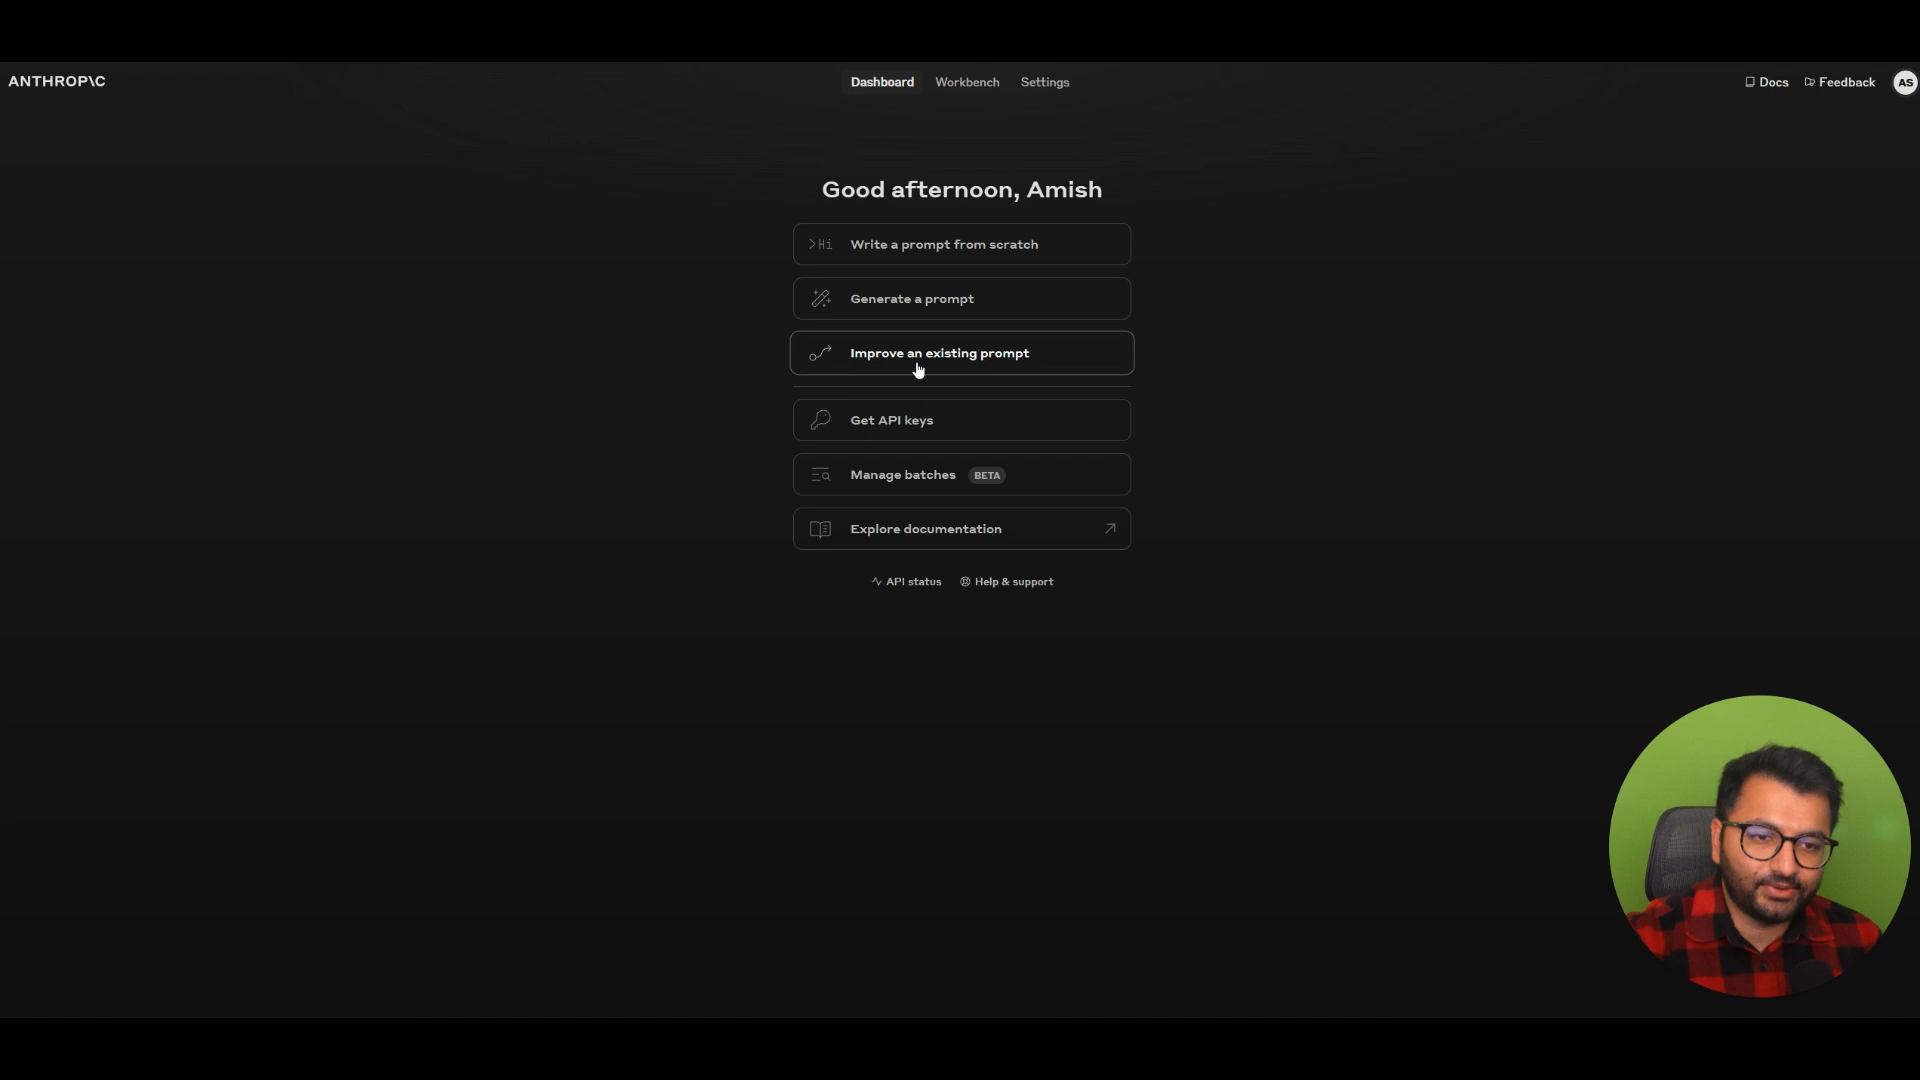 ANTHROP\C
Dashboard Workbench Settings
Docs Feedback AS
Good afternoon, Amish
>Hi Write a prompt from scratch
Generate a prompt
Improve an existing prompt
Get API keys
Manage batches BETA
Explore documentation
API status Help & support